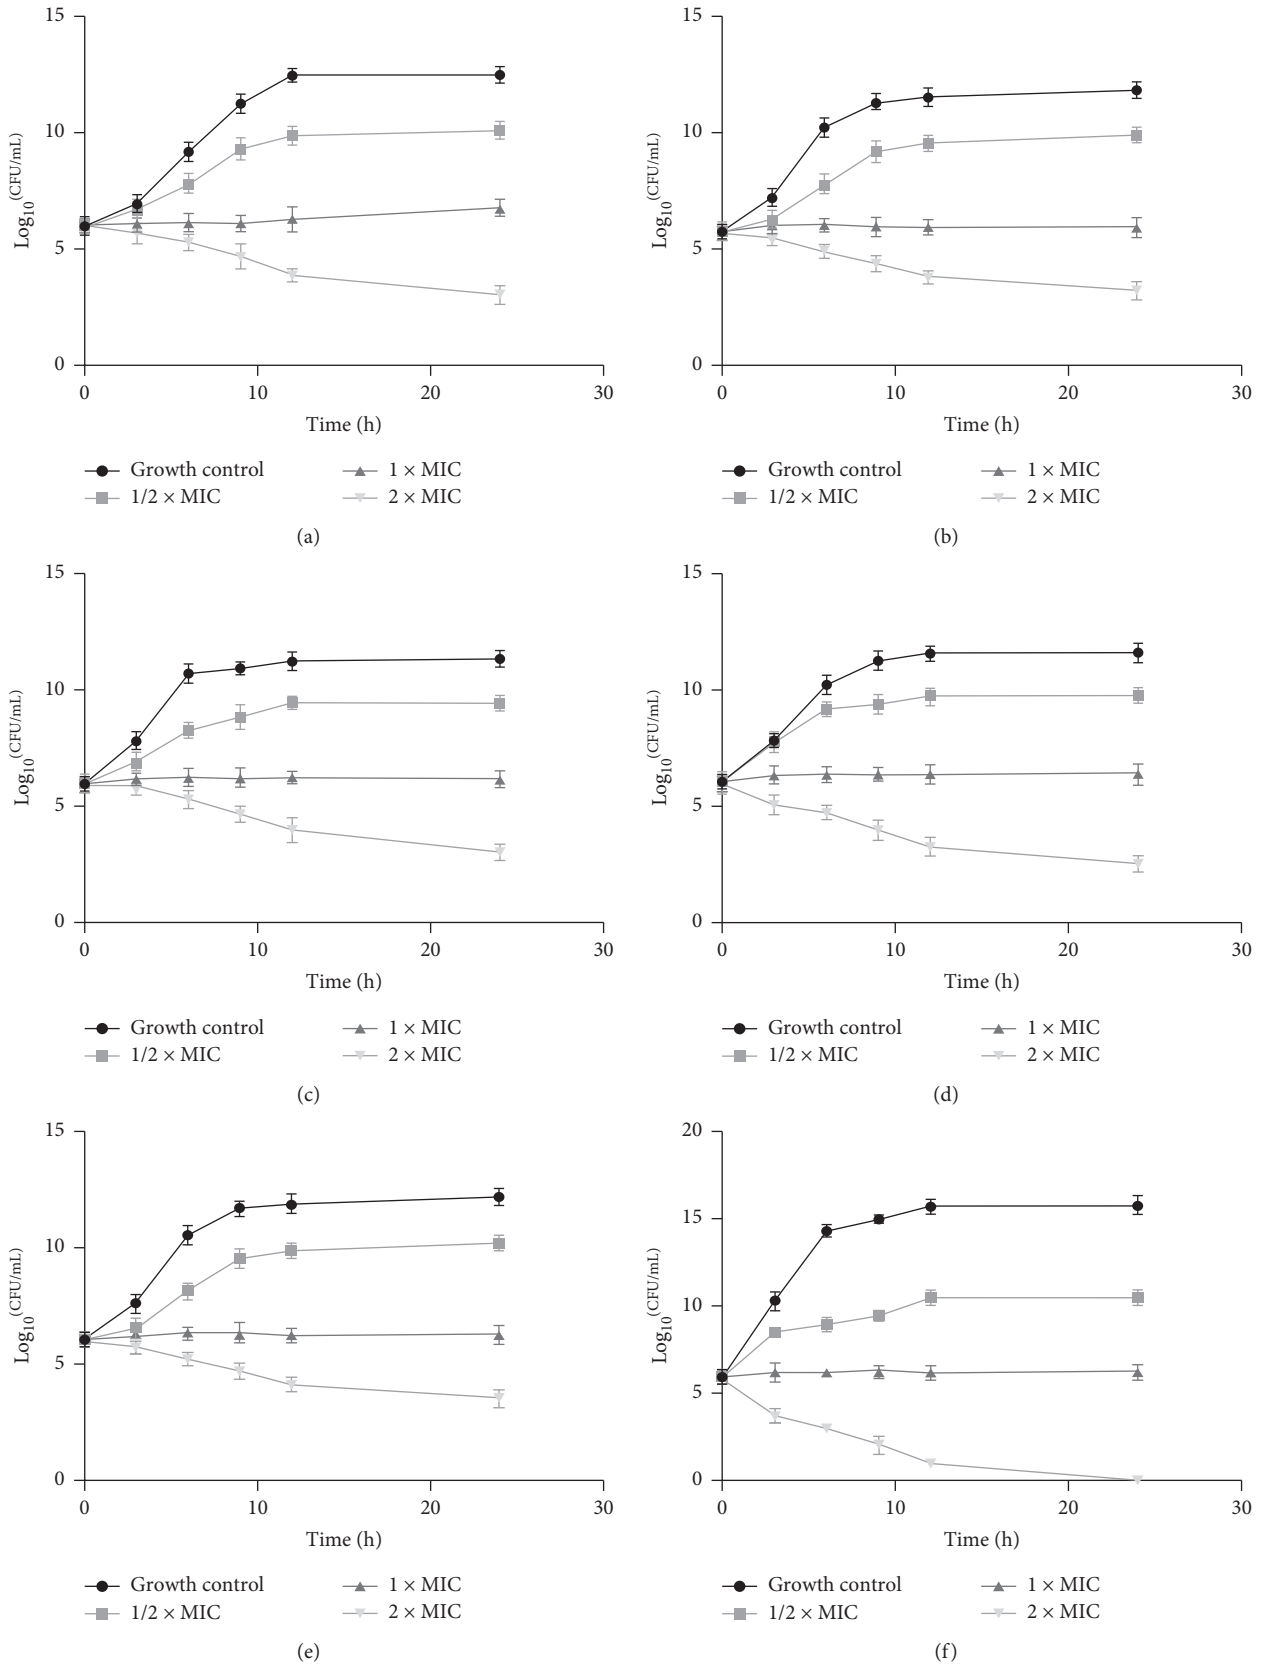 15
10
5
0
Log10(CFU/mL)
0 10 20 30
Time (h)
Growth control 1 × MIC
1/2 × MIC 2 × MIC
(a)
15
10
5
0
Log10(CFU/mL)
0 10 20 30
Time (h)
Growth control 1 × MIC
1/2 × MIC 2 × MIC
(b)
15
10
5
0
Log10(CFU/mL)
0 10 20 30
Time (h)
Growth control 1 × MIC
1/2 × MIC 2 × MIC
(c)
15
10
5
0
Log10(CFU/mL)
0 10 20 30
Time (h)
Growth control 1 × MIC
1/2 × MIC 2 × MIC
(d)
15
10
5
0
Log10(CFU/mL)
0 10 20 30
Time (h)
Growth control 1 × MIC
1/2 × MIC 2 × MIC
(e)
20
15
10
5
0
Log10(CFU/mL)
0 10 20 30
Time (h)
Growth control 1 × MIC
1/2 × MIC 2 × MIC
(f)